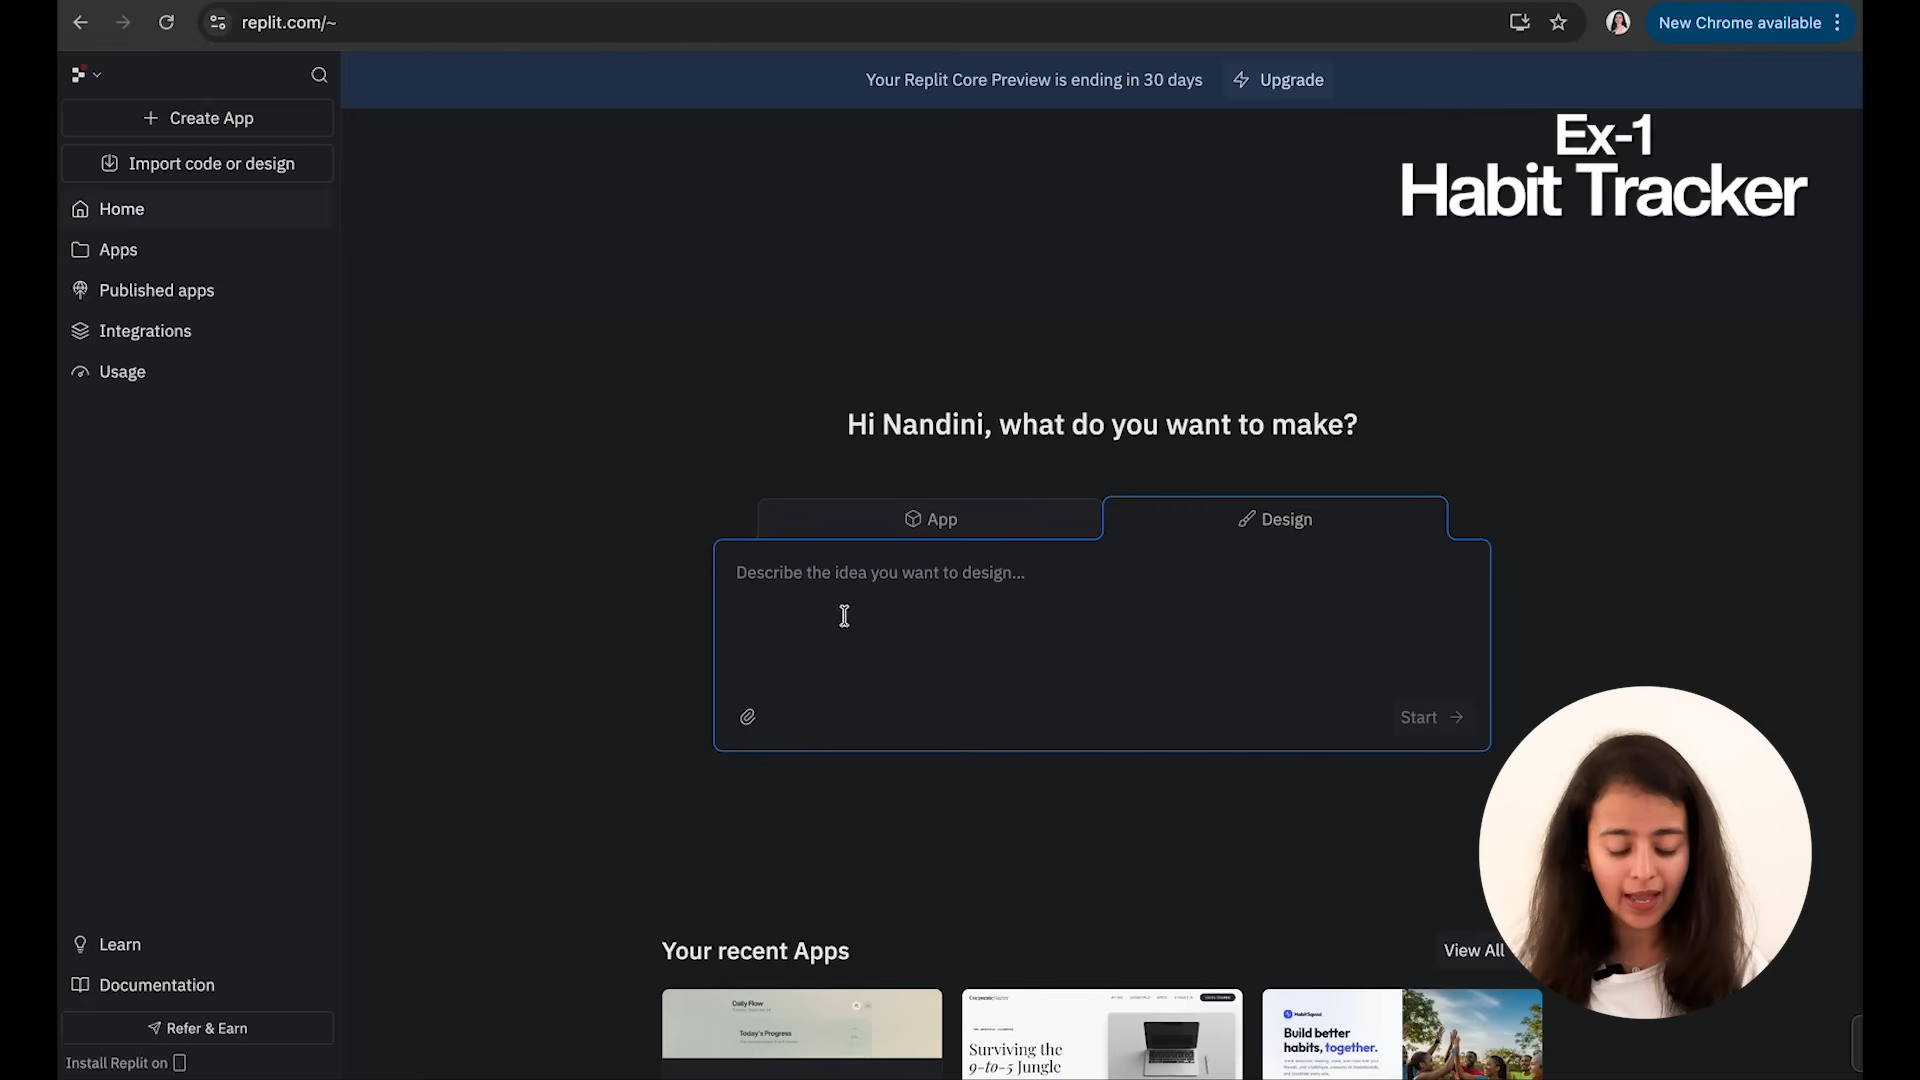 replit.com/~
New Chrome available
Your Replit Core Preview is ending in 30 days
Upgrade
Create App
Import code or design
Home
Apps
Published apps
Integrations
Usage
Ex-1
Habit Tracker
Hi Nandini, what do you want to make?
App
Design
Describe the idea you want to design...
Start
Learn
Documentation
Refer & Earn
Install Replit on
Your recent Apps
View All
Daily Flow
Today's Progress
Surviving the
9-to-5 Jungle
HabitSquad
Build better
habits, together.